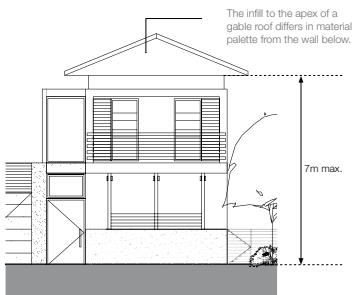 The infill to the apex of a
gable roof differs in material
palette from the wall below.
7m max.